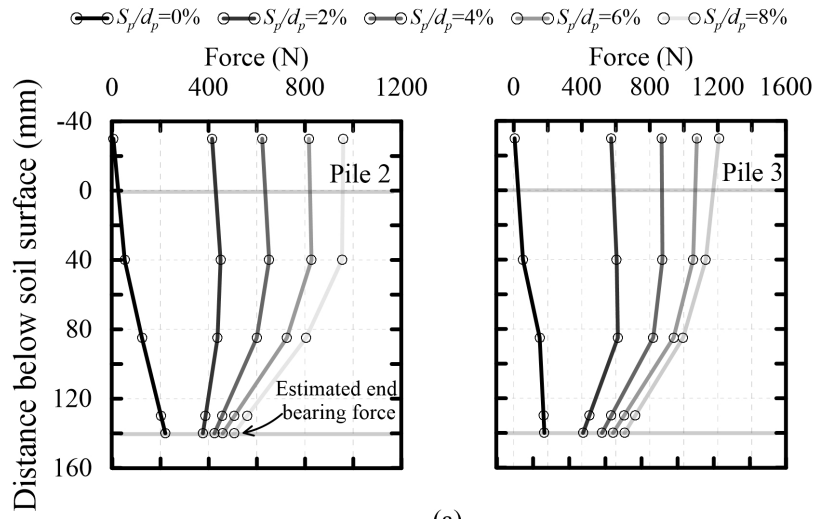 S_p/d_p=0% S_p/d_p=2% S_p/d_p=4% S_p/d_p=6% S_p/d_p=8%
Force (N) Force (N)
0 400 800 1200 0 400 800 1200 1600
Distance below soil surface (mm)
-40
Pile 2 Pile 3
0
40
80
120
Estimated end
bearing force
160